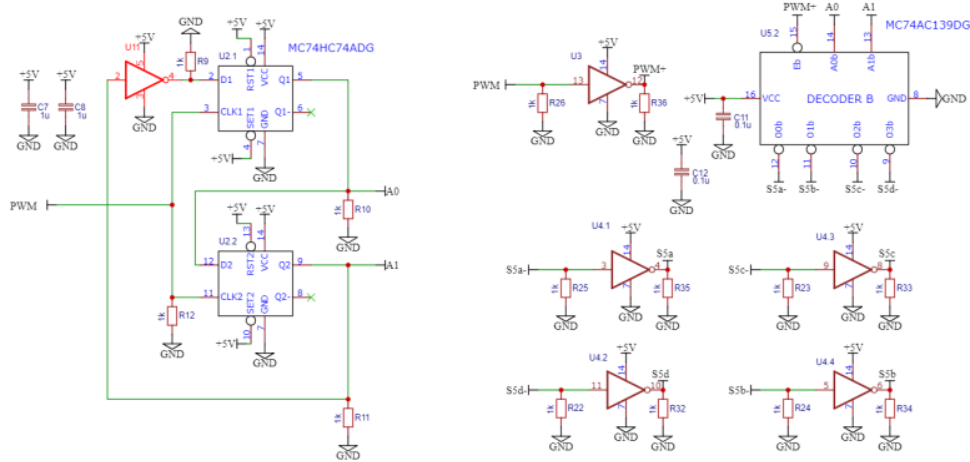 GND
U11
+5V
5
2
4
3
GND
1k
R9
+5V
C7
1u
GND
+5V
C8
1u
GND
U2.1
+5V
+5V
MC74HC74ADG
1
14
RST1
VCC
2
D1
Q1
5
3
CLK1
Q1-
6
SET1
GND
4
7
+5V
GND
A0
1k
R10
GND
PWM
U2.2
+5V
+5V
13
14
RST2
VCC
12
D2
Q2
9
A1
11
CLK2
Q2-
8
SET2
GND
10
7
+5V
GND
1k
R12
GND
1k
R11
GND
U3
+5V
14
PWM
13
12
PWM+
7
GND
1k
R26
GND
1k
R36
GND
+5V
C12
0.1u
GND
PWM+
A0
A1
U5.2
MC74AC139DG
15
14
13
Eb
A0b
A1b
+5V
16
VCC
DECODER B
GND
8
GND
C11
0.1u
GND
O0b
O1b
O2b
O3b
12
11
10
9
S5a-
S5b-
S5c-
S5d-
U4.1
+5V
14
S5a-
3
4
S5a
7
GND
1k
R25
GND
1k
R35
GND
U4.3
+5V
14
S5c-
9
8
S5c
7
GND
1k
R23
GND
1k
R33
GND
U4.2
+5V
14
S5d-
11
10
S5d
7
GND
1k
R22
GND
1k
R32
GND
U4.4
+5V
14
S5b-
5
6
S5b
7
GND
1k
R24
GND
1k
R34
GND